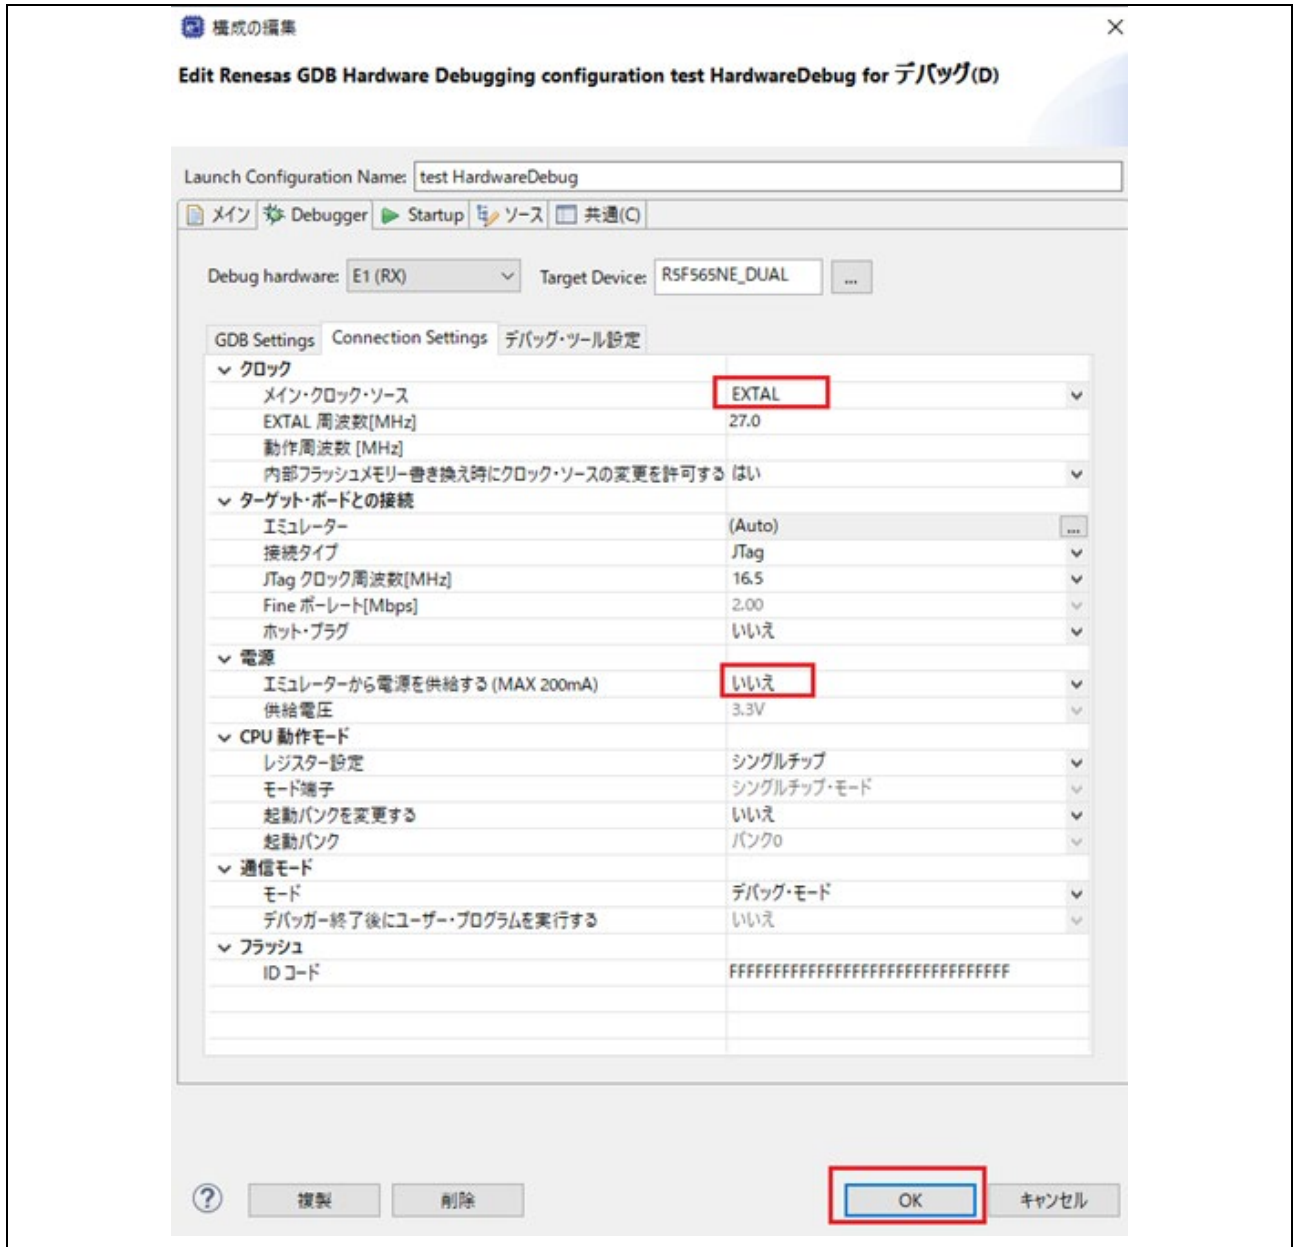 構成の編集
Edit Renesas GDB Hardware Debugging configuration test HardwareDebug for デバッグ(D)
Launch Configuration Name: test HardwareDebug
メイン Debugger Startup ソース 共通(C)
Debug hardware: E1 (RX) Target Device: R5F565NE_DUAL ...
GDB Settings Connection Settings デバッグ・ツール設定
クロック
メイン・クロック・ソース EXTAL
EXTAL 周波数[MHz] 27.0
動作周波数 [MHz]
内部フラッシュメモリー書き換え時にクロック・ソースの変更を許可する はい
ターゲット・ボードとの接続
エミュレーター (Auto) ...
接続タイプ JTag
JTag クロック周波数[MHz] 16.5
Fine ボーレート[Mbps] 2.00
ホット・プラグ いいえ
電源
エミュレーターから電源を供給する (MAX 200mA) いいえ
供給電圧 3.3V
CPU 動作モード
レジスター設定 シングルチップ
モード端子 シングルチップ・モード
起動バンクを変更する いいえ
起動バンク バンク0
通信モード
モード デバッグ・モード
デバッガー終了後にユーザー・プログラムを実行する いいえ
フラッシュ
ID コード FFFFFFFFFFFFFFFFFFFFFFFFFFFFFFFF
? 複製 削除 OK キャンセル